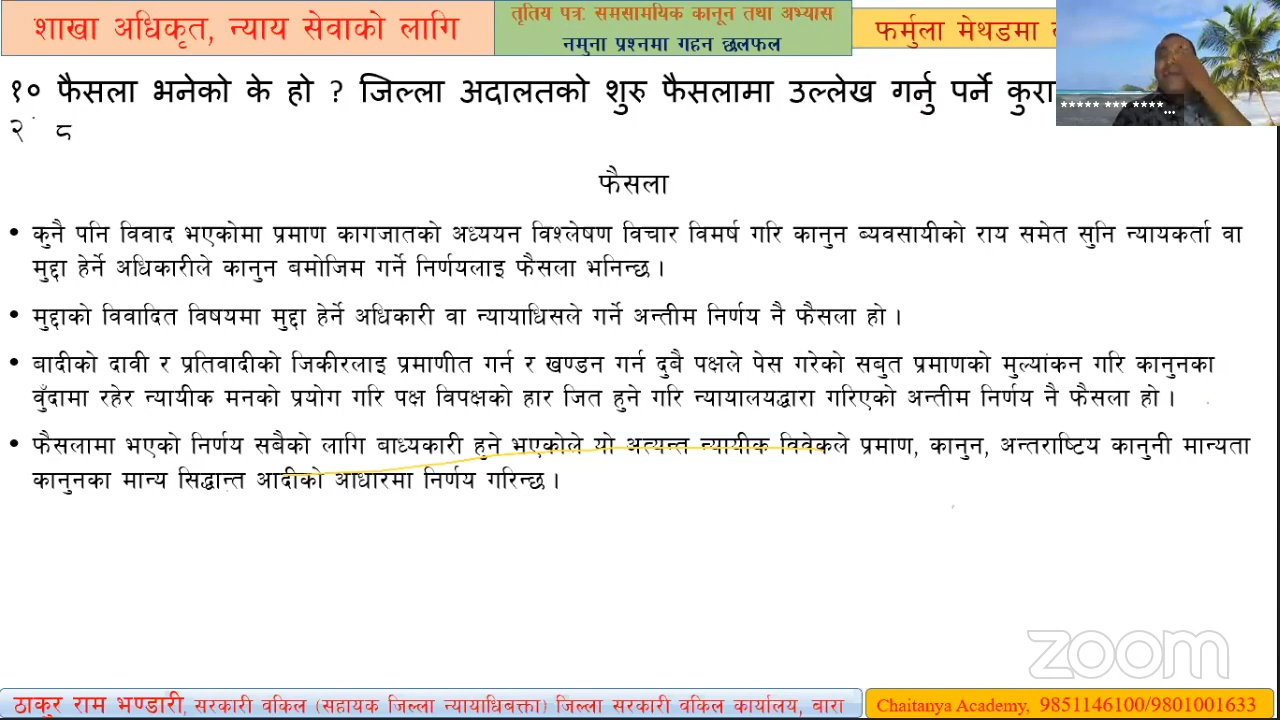 शाखा अधिकृत, न्याय सेवाको लागि
तृतिय पत्र: समसामयिक कानून तथा अभ्यास
नमुना प्रश्नमा गहन छलफल
फर्मुला मेथडमा
***** *** ****...
१० फैसला भनेको के हो ? जिल्ला अदालतको शुरु फैसलामा उल्लेख गर्नु पर्ने कुरा
२ ८
फैसला
• कुनै पनि विवाद भएकोमा प्रमाण कागजातको अध्ययन विश्लेषण विचार विमर्ष गरि कानुन ब्यवसायीको राय समेत सुनि न्यायकर्ता वा
मुद्दा हेर्ने अधिकारीले कानुन बमोजिम गर्ने निर्णयलाइ फैसला भनिन्छ ।
• मुद्दाको विवादित विषयमा मुद्दा हेर्ने अधिकारी वा न्यायाधिसले गर्ने अन्तीम निर्णय नै फैसला हो ।
• बादीको दावी र प्रतिवादीको जिकीरलाइ प्रमाणीत गर्न र खण्डन गर्न दुबै पक्षले पेस गरेको सबुत प्रमाणको मुल्यांकन गरि कानुनका
वुँदामा रहेर न्यायीक मनको प्रयोग गरि पक्ष विपक्षको हार जित हुने गरि न्यायालयद्वारा गरिएको अन्तीम निर्णय नै फैसला हो ।
• फैसलामा भएको निर्णय सबैको लागि बाध्यकारी हुने भएकोले यो अत्यन्त न्यायीक विवेकले प्रमाण, कानुन, अन्तराष्टिय कानुनी मान्यता
कानुनका मान्य सिद्धान्त आदीको आधारमा निर्णय गरिन्छ ।
zoom
ठाकुर राम भण्डारी, सरकारी वकिल (सहायक जिल्ला न्यायाधिबक्ता) जिल्ला सरकारी वकिल कार्यालय, बारा
Chaitanya Academy, 9851146100/9801001633